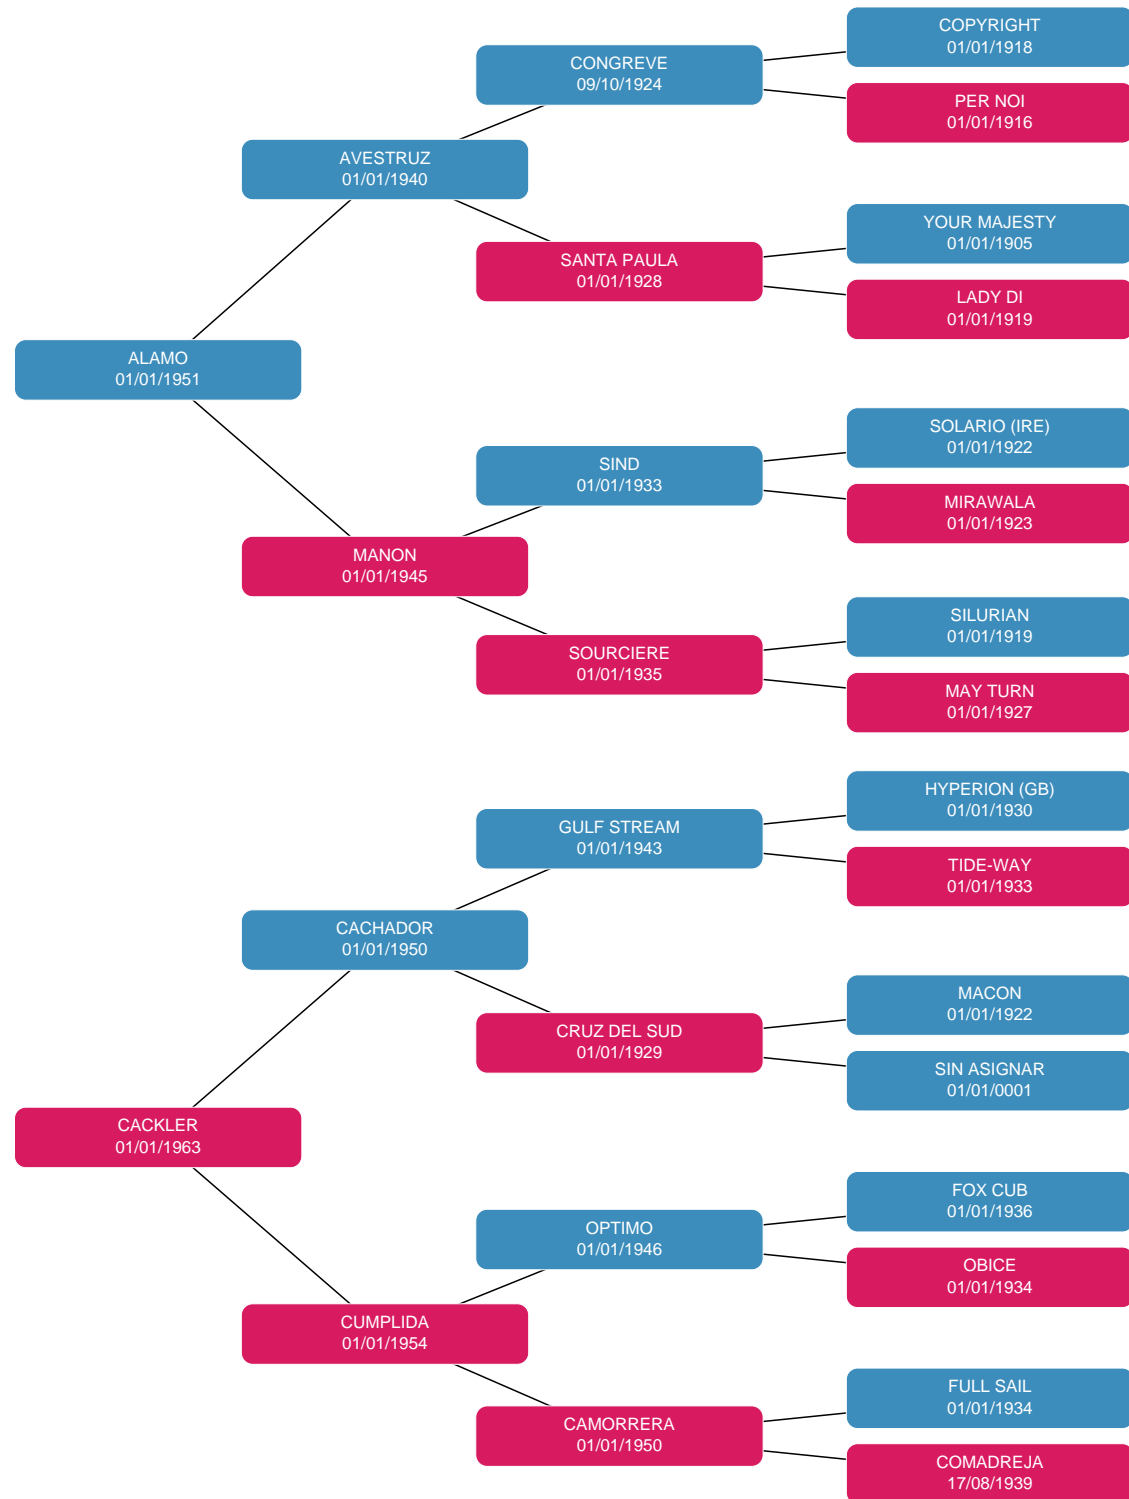 COPYRIGHT
01/01/1918
CONGREVE
09/10/1924
PER NOI
01/01/1916
AVESTRUZ
01/01/1940
YOUR MAJESTY
01/01/1905
SANTA PAULA
01/01/1928
LADY DI
01/01/1919
ALAMO
01/01/1951
SOLARIO (IRE)
01/01/1922
SIND
01/01/1933
MIRAWALA
01/01/1923
MANON
01/01/1945
SILURIAN
01/01/1919
SOURCIERE
01/01/1935
MAY TURN
01/01/1927
HYPERION (GB)
01/01/1930
GULF STREAM
01/01/1943
TIDE-WAY
01/01/1933
CACHADOR
01/01/1950
MACON
01/01/1922
CRUZ DEL SUD
01/01/1929
SIN ASIGNAR
01/01/0001
CACKLER
01/01/1963
FOX CUB
01/01/1936
OPTIMO
01/01/1946
OBICE
01/01/1934
CUMPLIDA
01/01/1954
FULL SAIL
01/01/1934
CAMORRERA
01/01/1950
COMADREJA
17/08/1939